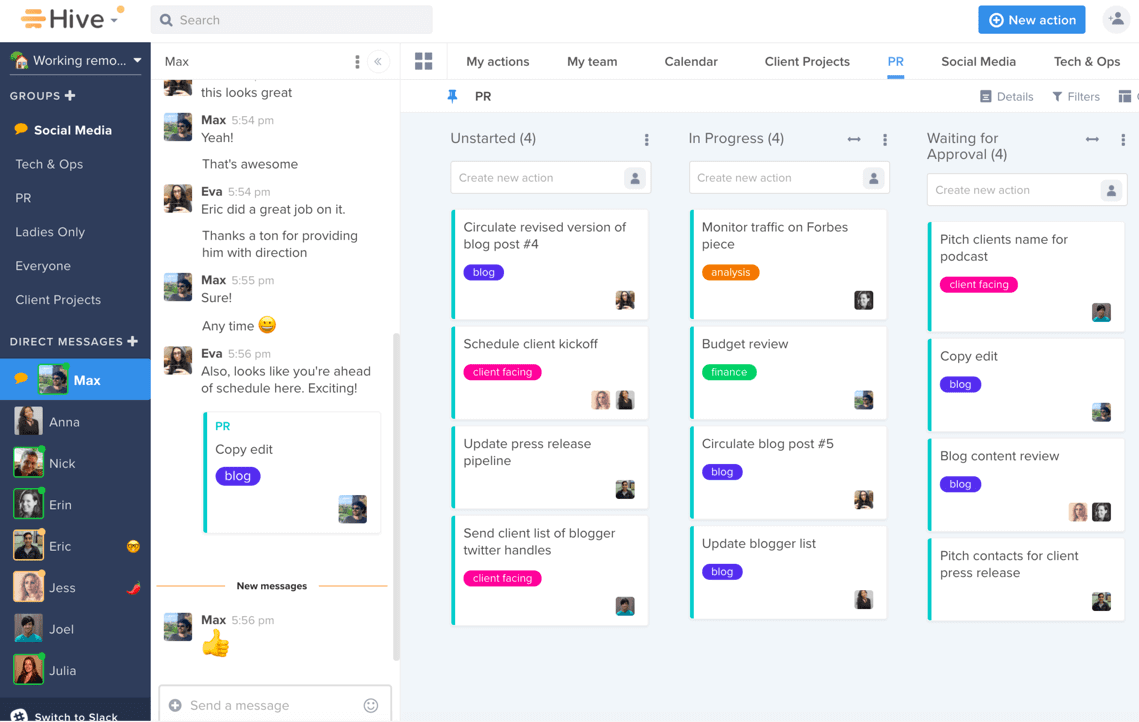 Hive
Search
New action
Working remo...
GROUPS
Social Media
Tech & Ops
PR
Ladies Only
Everyone
Client Projects
DIRECT MESSAGES
Max
Anna
Nick
Erin
Eric
Jess
Joel
Julia
Switch to Slack
Max
this looks great
Max 5:54 pm
Yeah!
That's awesome
Eva 5:54 pm
Eric did a great job on it.
Thanks a ton for providing
him with direction
Max 5:55 pm
Sure!
Any time 😀
Eva 5:56 pm
Also, looks like you're ahead
of schedule here. Exciting!
PR
Copy edit
blog
New messages
Max 5:56 pm
👍
Send a message
My actions
My team
Calendar
Client Projects
PR
Social Media
Tech & Ops
PR
Details
Filters
Unstarted (4)
Create new action
Circulate revised version of
blog post #4
blog
Schedule client kickoff
client facing
Update press release
pipeline
Send client list of blogger
twitter handles
client facing
In Progress (4)
Create new action
Monitor traffic on Forbes
piece
analysis
Budget review
finance
Circulate blog post #5
blog
Update blogger list
blog
Waiting for
Approval (4)
Create new action
Pitch clients name for
podcast
client facing
Copy edit
blog
Blog content review
blog
Pitch contacts for client
press release